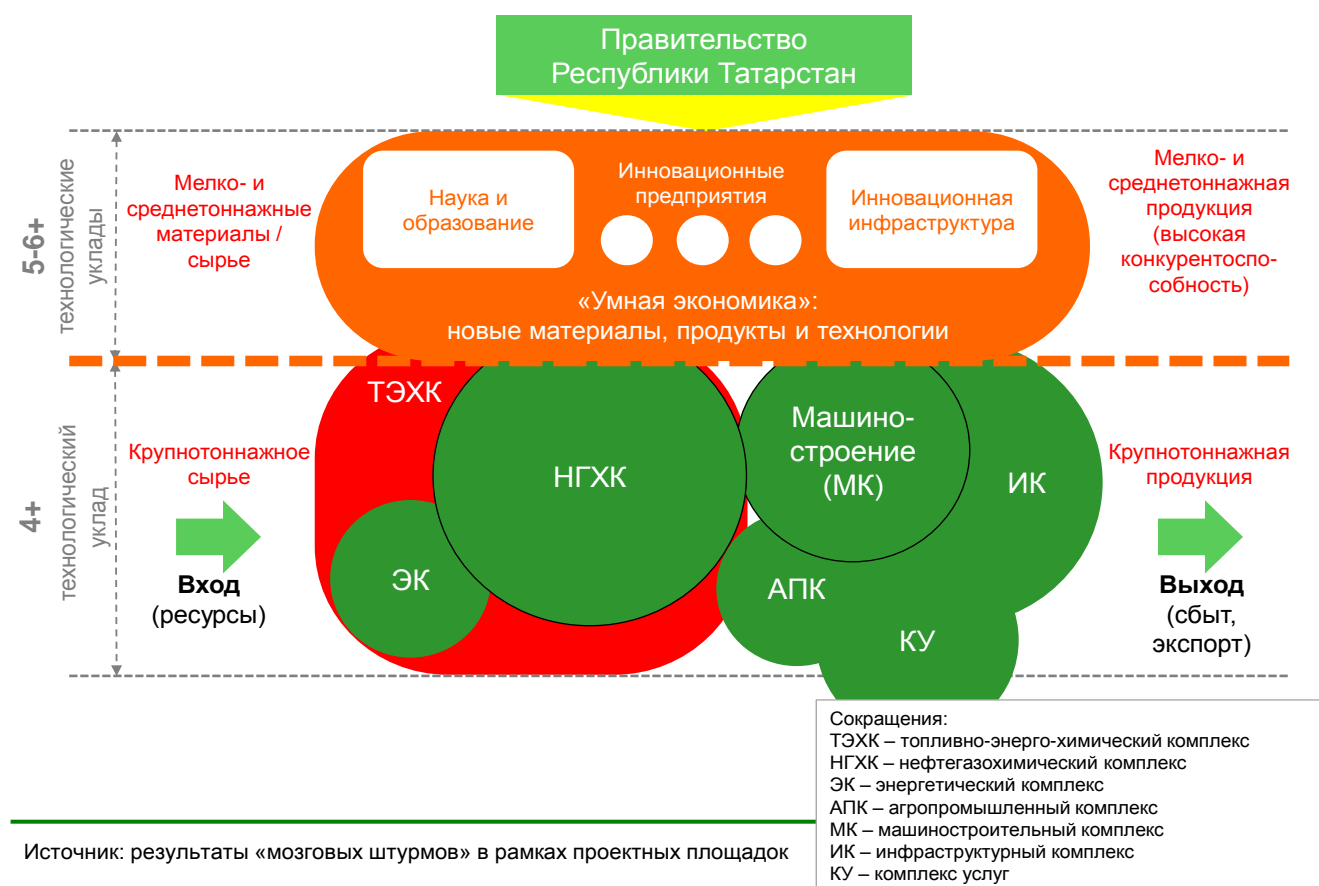 Правительство
Республики Татарстан
5-6+
технологические
уклады
Мелко- и
среднетоннажные
материалы /
сырье
Наука и
образование
Инновационные
предприятия
Инновационная
инфраструктура
«Умная экономика»:
новые материалы, продукты и технологии
Мелко- и
среднетоннажная
продукция
(высокая
конкурентоспо-
собность)
4+
технологический
уклад
Крупнотоннажное
сырье
Вход
(ресурсы)
ТЭХК
НГХК
ЭК
Машино-
строение
(МК)
ИК
АПК
КУ
Крупнотоннажная
продукция
Выход
(сбыт,
экспорт)
Сокращения:
ТЭХК – топливно-энерго-химический комплекс
НГХК – нефтегазохимический комплекс
ЭК – энергетический комплекс
АПК – агропромышленный комплекс
МК – машиностроительный комплекс
ИК – инфраструктурный комплекс
КУ – комплекс услуг
Источник: результаты «мозговых штурмов» в рамках проектных площадок